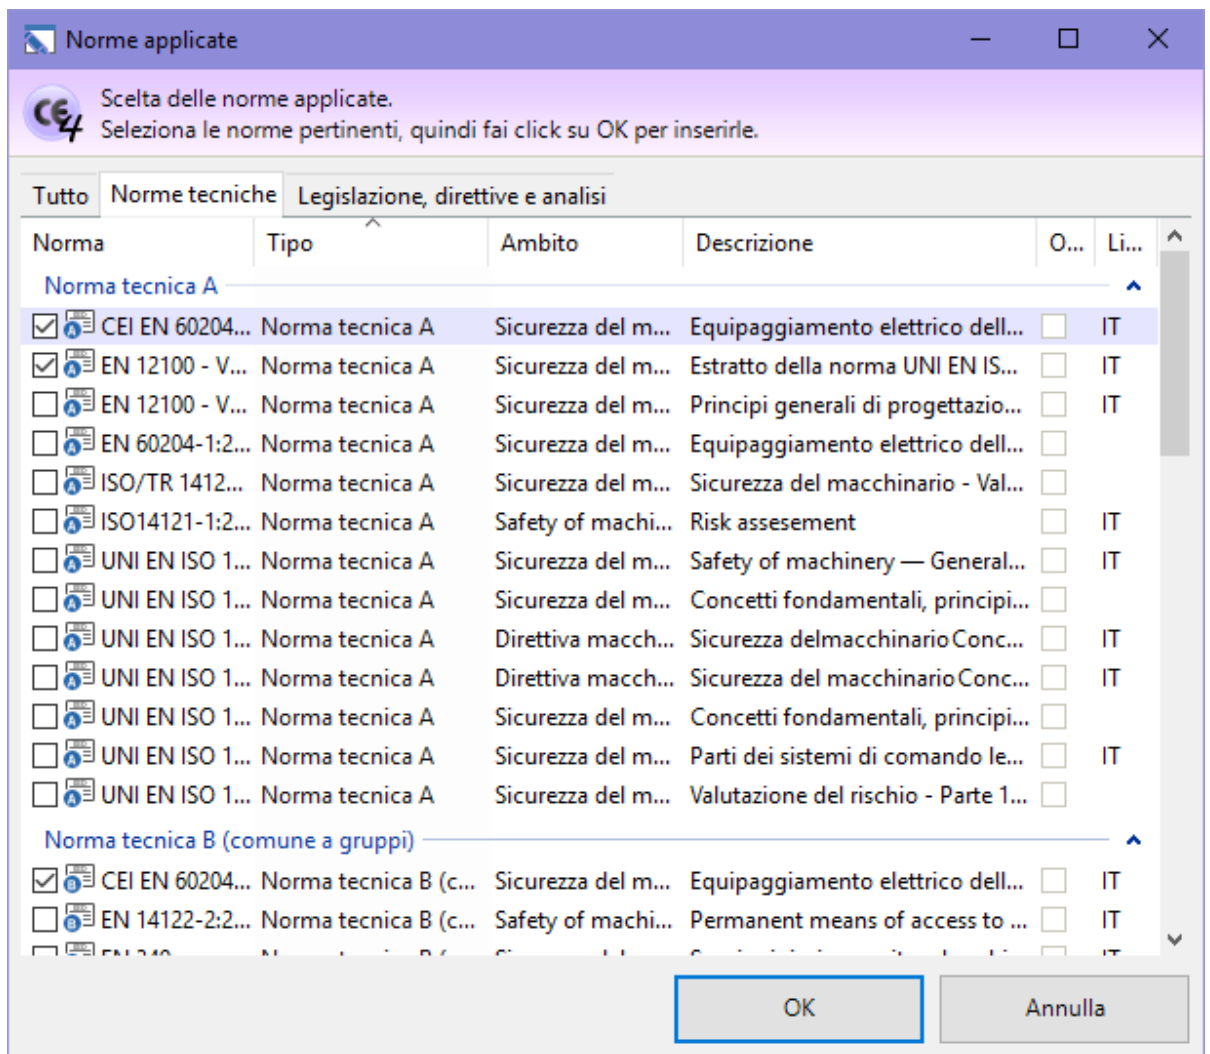 Norme applicate
Scelta delle norme applicate.
Seleziona le norme pertinenti, quindi fai click su OK per inserirle.
Tutto Norme tecniche Legislazione, direttive e analisi
Norma Tipo Ambito Descrizione O... Li...
Norma tecnica A
CEI EN 60204... Norma tecnica A Sicurezza del m... Equipaggiamento elettrico dell... IT
EN 12100 - V... Norma tecnica A Sicurezza del m... Estratto della norma UNI EN IS... IT
EN 12100 - V... Norma tecnica A Sicurezza del m... Principi generali di progettazio... IT
EN 60204-1:2... Norma tecnica A Sicurezza del m... Equipaggiamento elettrico dell...
ISO/TR 1412... Norma tecnica A Sicurezza del m... Sicurezza del macchinario - Val...
ISO14121-1:2... Norma tecnica A Safety of machi... Risk assesement IT
UNI EN ISO 1... Norma tecnica A Sicurezza del m... Safety of machinery — General... IT
UNI EN ISO 1... Norma tecnica A Sicurezza del m... Concetti fondamentali, principi...
UNI EN ISO 1... Norma tecnica A Direttiva macch... Sicurezza delmacchinario Conc... IT
UNI EN ISO 1... Norma tecnica A Direttiva macch... Sicurezza del macchinario Conc... IT
UNI EN ISO 1... Norma tecnica A Sicurezza del m... Concetti fondamentali, principi...
UNI EN ISO 1... Norma tecnica A Sicurezza del m... Parti dei sistemi di comando le... IT
UNI EN ISO 1... Norma tecnica A Sicurezza del m... Valutazione del rischio - Parte 1...
Norma tecnica B (comune a gruppi)
CEI EN 60204... Norma tecnica B (c... Sicurezza del m... Equipaggiamento elettrico dell... IT
EN 14122-2:2... Norma tecnica B (c... Safety of machi... Permanent means of access to ... IT
OK Annulla